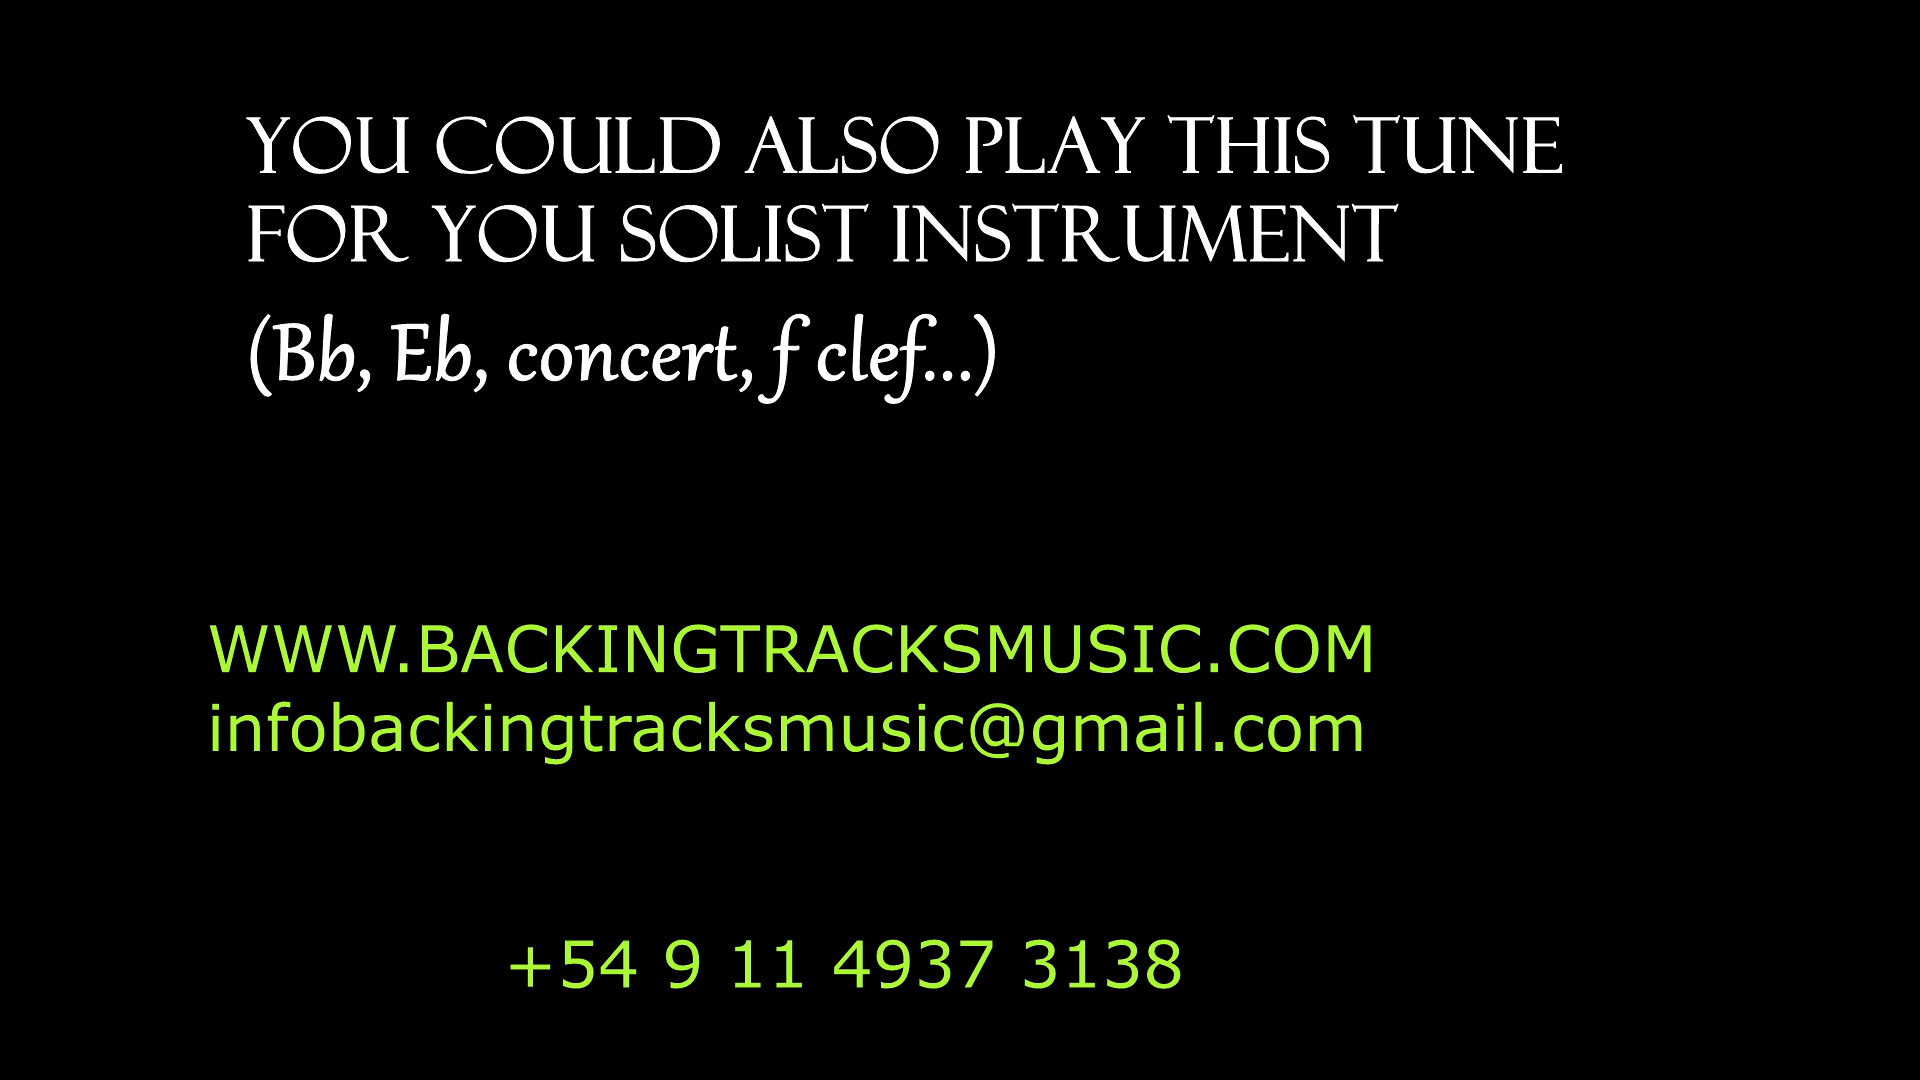 YOU COULD ALSO PLAY THIS TUNE
FOR YOU SOLIST INSTRUMENT
(Bb, Eb, concert, f clef...)
WWW.BACKINGTRACKSMUSIC.COM
infobackingtracksmusic@gmail.com
+54 9 11 4937 3138